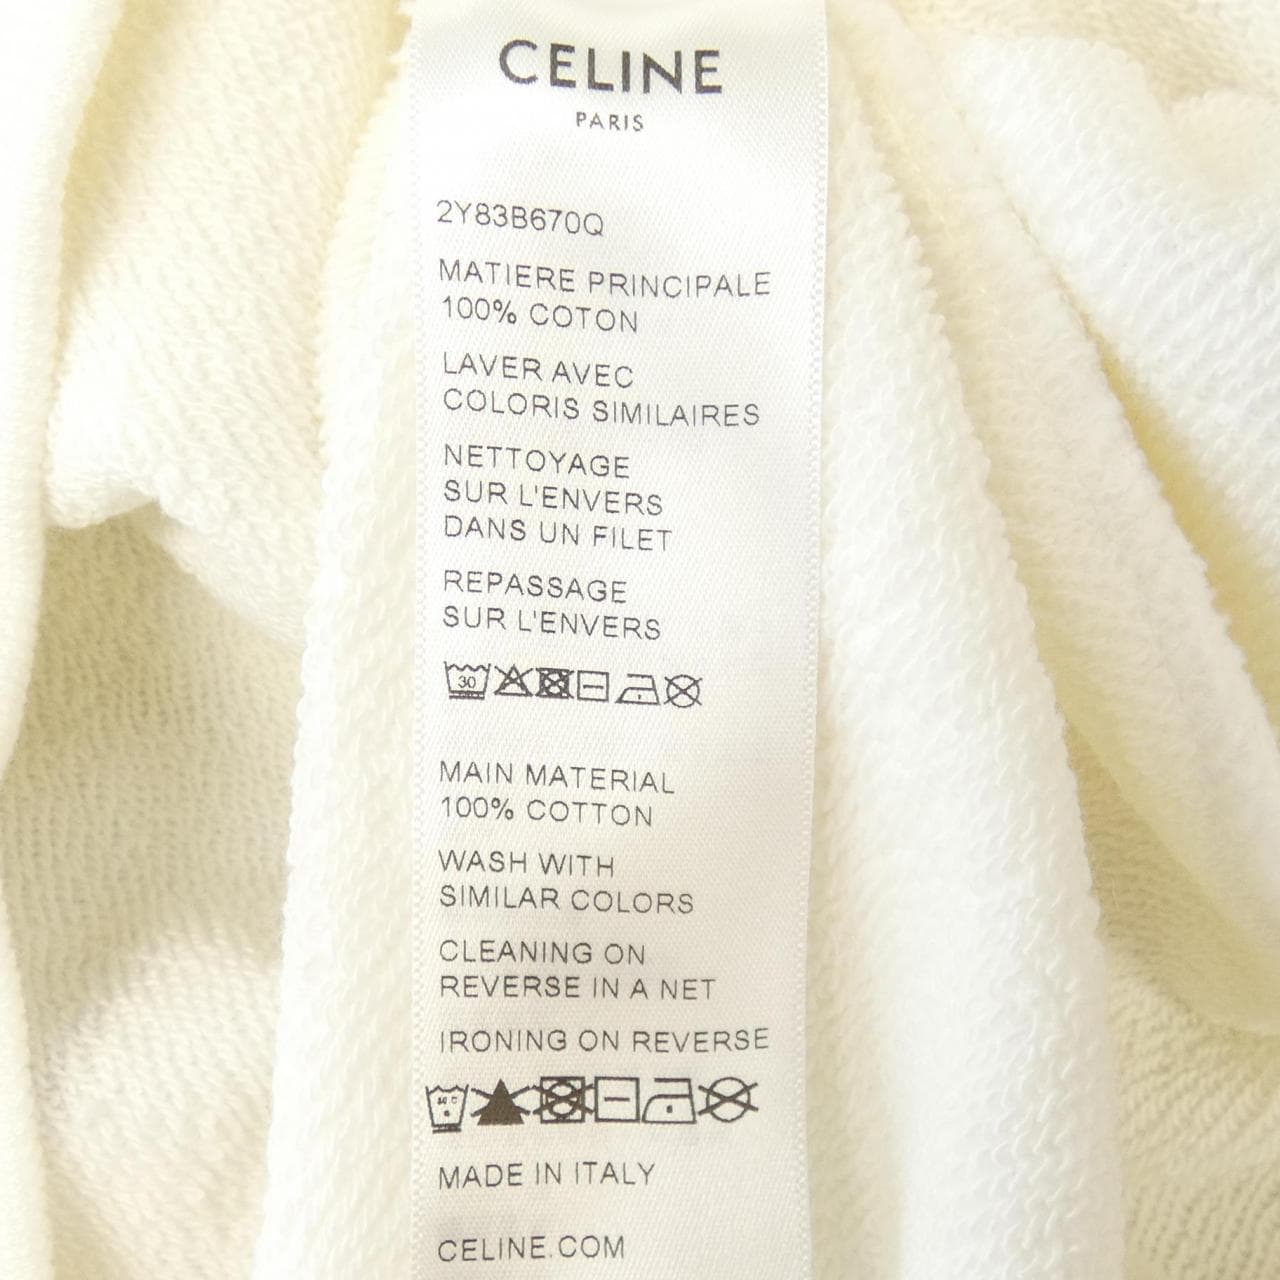 CELINE
PARIS
2Y83B670Q
MATIERE PRINCIPALE
100% COTON
LAVER AVEC
COLORIS SIMILAIRES
NETTOYAGE
SUR L'ENVERS
DANS UN FILET
REPASSAGE
SUR L'ENVERS
30
MAIN MATERIAL
100% COTTON
WASH WITH
SIMILAR COLORS
CLEANING ON
REVERSE IN A NET
IRONING ON REVERSE
MADE IN ITALY
CELINE.COM